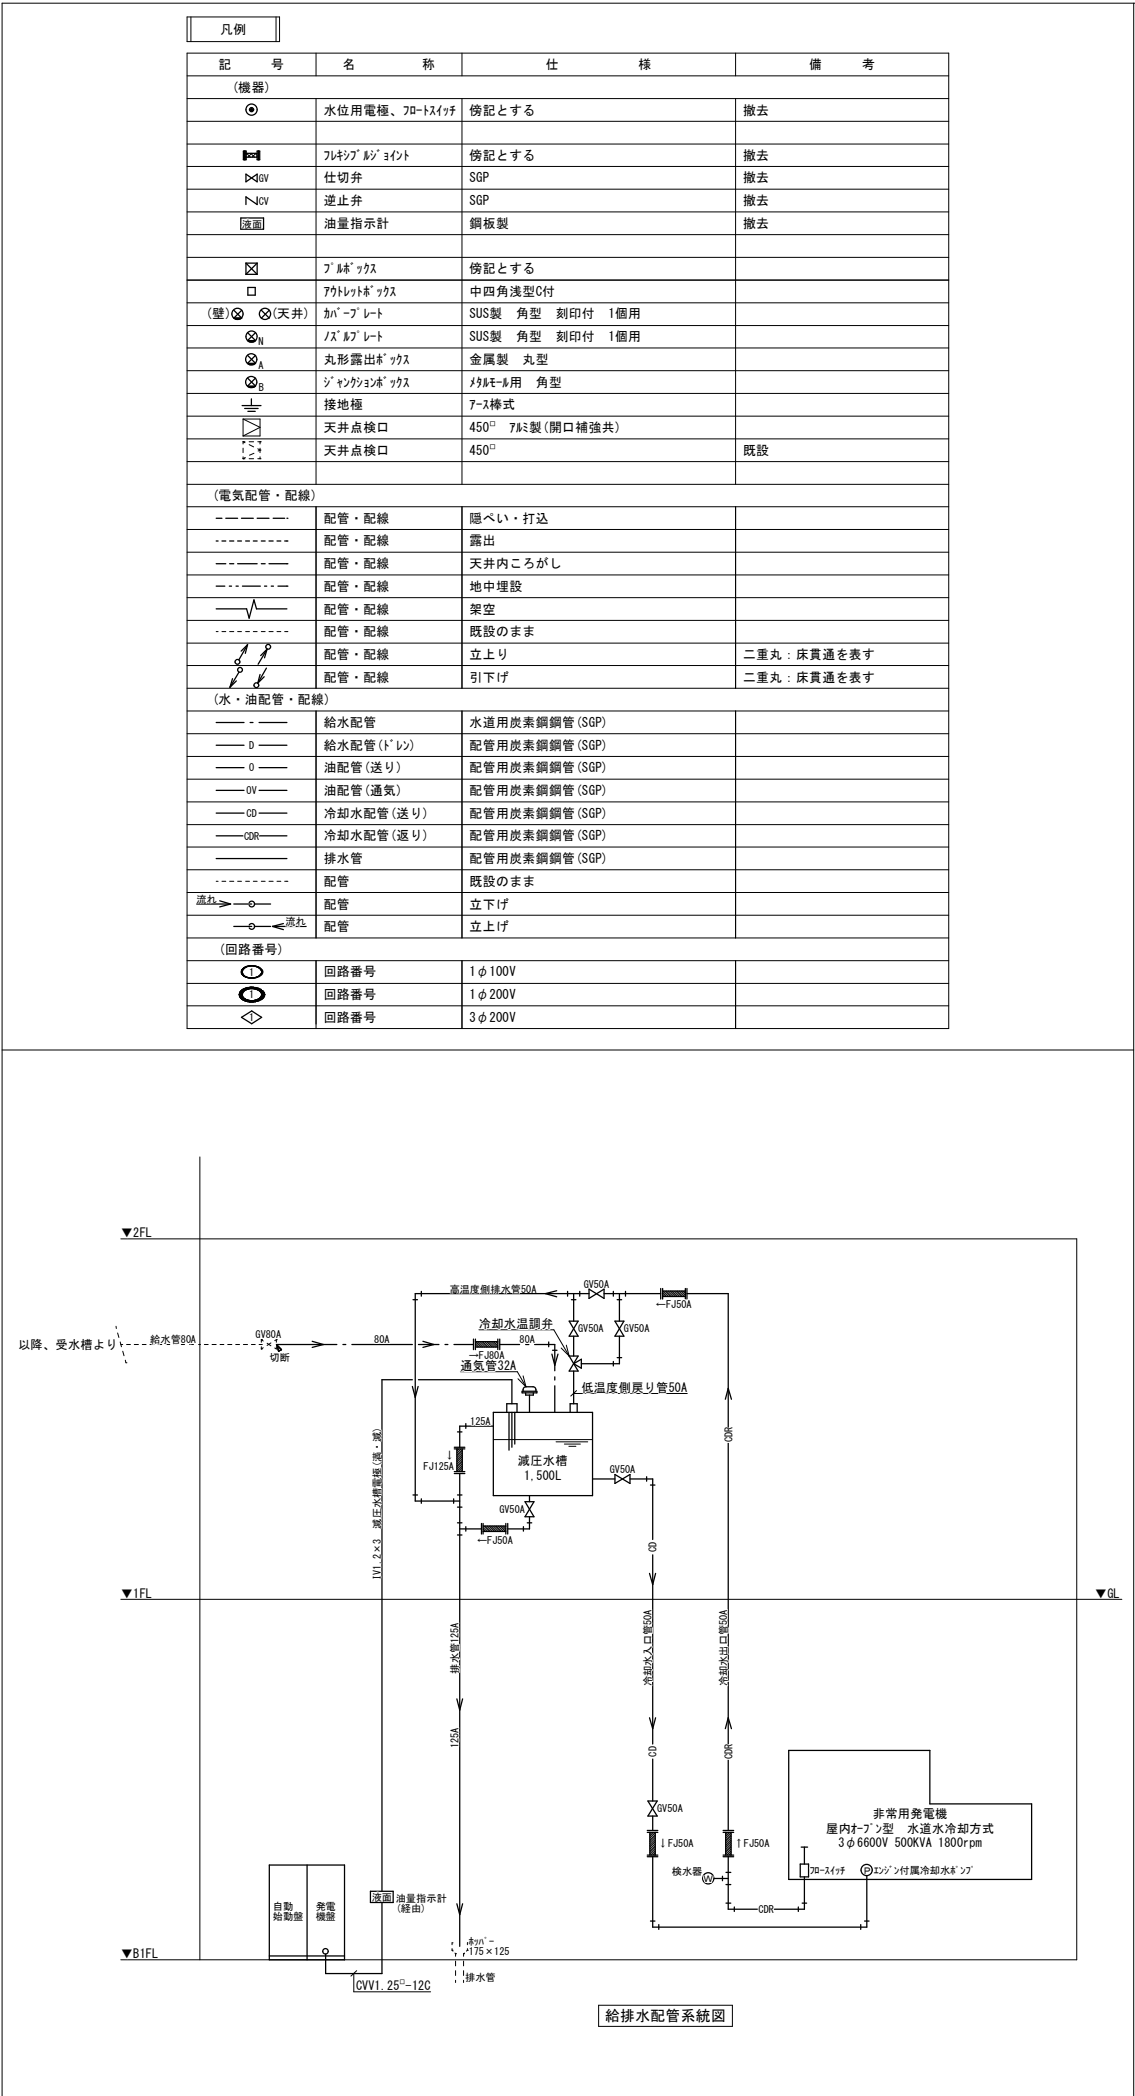 凡例
記 号 名 称 仕 様 備 考
(機器)
水位用電極、フロートスイッチ 傍記とする 撤去
フレキシブルジョイント 傍記とする 撤去
GV 仕切弁 SGP 撤去
CV 逆止弁 SGP 撤去
液面 油量指示計 鋼板製 撤去
プルボックス 傍記とする
アウトレットボックス 中四角浅型C付
(壁) (天井) カバープレート SUS製 角型 刻印付 1個用
N ノズルプレート SUS製 角型 刻印付 1個用
A 丸形露出ボックス 金属製 丸型
B ジャンクションボックス メタルモール用 角型
接地極 アース棒式
天井点検口 450□ アルミ製(開口補強共)
天井点検口 450□ 既設
(電気配管・配線)
配管・配線 隠ぺい・打込
配管・配線 露出
配管・配線 天井内ころがし
配管・配線 地中埋設
配管・配線 架空
配管・配線 既設のまま
配管・配線 立上り 二重丸：床貫通を表す
配管・配線 引下げ 二重丸：床貫通を表す
(水・油配管・配線)
給水配管 水道用炭素鋼鋼管(SGP)
D 給水配管(ドレン) 配管用炭素鋼鋼管(SGP)
O 油配管(送り) 配管用炭素鋼鋼管(SGP)
OV 油配管(通気) 配管用炭素鋼鋼管(SGP)
CD 冷却水配管(送り) 配管用炭素鋼鋼管(SGP)
CDR 冷却水配管(返り) 配管用炭素鋼鋼管(SGP)
排水管 配管用炭素鋼鋼管(SGP)
配管 既設のまま
流れ 配管 立下げ
流れ 配管 立上げ
(回路番号)
1 回路番号 1φ100V
1 回路番号 1φ200V
1 回路番号 3φ200V
▼2FL
高温度側排水管50A
GV50A
←FJ50A
冷却水温調弁
GV50A
GV50A
以降、受水槽より
給水管80A
GV80A
切断
80A
→FJ80A
80A
通気管32A
低温度側戻り管50A
125A
↓
FJ125A
減圧水槽
1,500L
GV50A
GV50A
←FJ50A
IV1.2×3 減圧水槽電極(満・減)
CD
CDR
▼1FL
▼GL
排水管125A
125A
冷却水入口管50A
CD
冷却水出口管50A
CDR
GV50A
↓FJ50A
↑FJ50A
検水器
W
CDR
非常用発電機
屋内オープン型 水道水冷却方式
3φ6600V 500KVA 1800rpm
フロースイッチ
P エンジン付属冷却水ポンプ
自動
始動盤
発電
機盤
液面 油量指示計
(経由)
▼B1FL
ホッパー
175×125
排水管
CVV1.25□-12C
給排水配管系統図